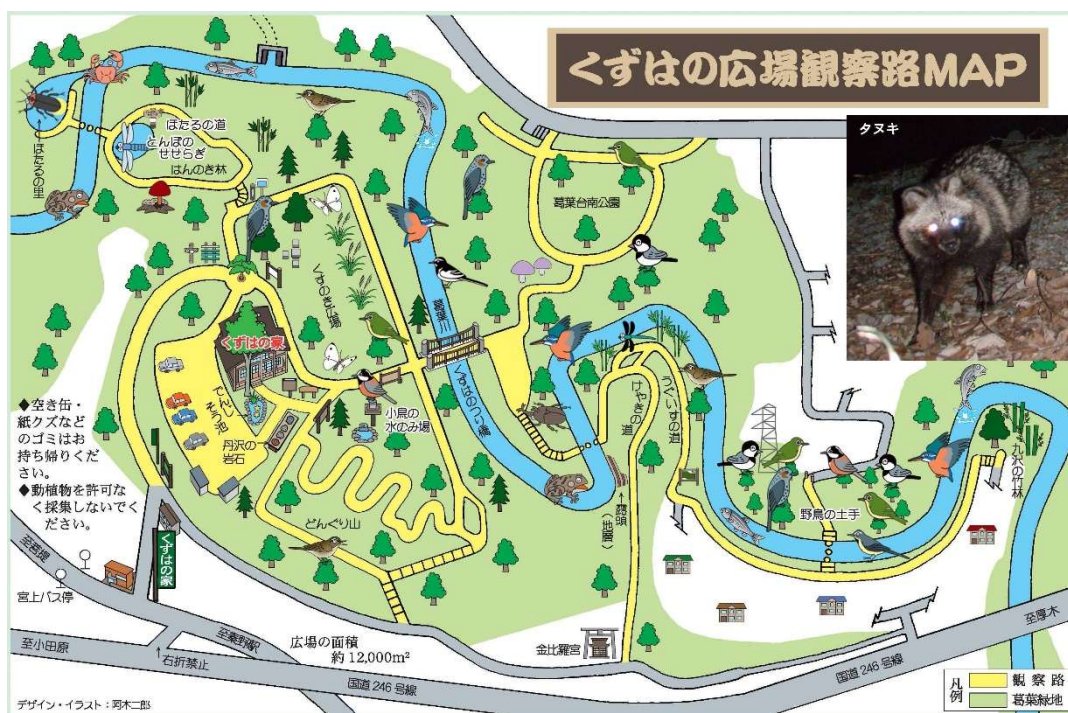 くずはの広場観察路MAP
タヌキ
ほたるの道
とんぼの
せせらぎ
はんのき林
ほたるの里
葛葉台南公園
くずのき広場
葛葉川
くずはのつり橋
くずはの家
でんじ
そう池
丹沢の
岩石
小鳥の
水のみ場
けやきの道
うぐいすの道
九沢の竹林
野鳥の土手
露頭
(地層)
どんぐり山
◆空き缶・
紙クズなど
のゴミはお
持ち帰りくだ
さい。
◆動植物を許可な
く採集しないでく
ださい。
至菩提
宮上バス停
くずはの家
至小田原
右折禁止
至秦野駅
広場の面積
約12,000m²
国道246号線
金比羅宮
国道246号線
至厚木
凡例
観察路
葛葉緑地
デザイン・イラスト:阿木二郎